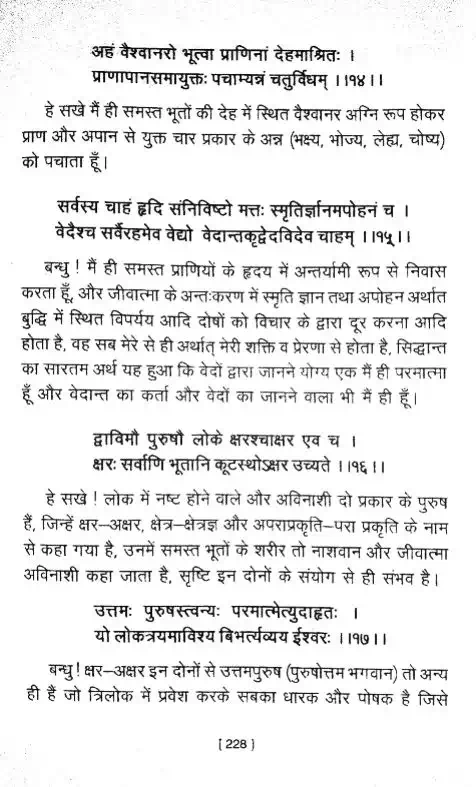 अहं वैश्वानरो भूत्वा प्राणिनां देहमाश्रितः ।
प्राणापानसमायुक्तः पचाम्यन्नं चतुर्विधम् ।।१४।।
हे सखे मैं ही समस्त भूतों की देह में स्थित वैश्वानर अग्नि रूप होकर
प्राण और अपान से युक्त चार प्रकार के अन्न (भक्ष्य, भोज्य, लेह्य, चोष्य)
को पचाता हूँ।
सर्वस्य चाहं हृदि संनिविष्टो मत्तः स्मृतिर्ज्ञानमपोहनं च ।
वेदैश्च सर्वैरहमेव वेद्यो वेदान्तकृद्वेदविदेव चाहम् ।।१५।।
बन्धु ! मैं ही समस्त प्राणियों के हृदय में अन्तर्यामी रूप से निवास
करता हूँ, और जीवात्मा के अन्तःकरण में स्मृति ज्ञान तथा अपोहन अर्थात
बुद्धि में स्थित विपर्यय आदि दोषों को विचार के द्वारा दूर करना आदि
होता है, वह सब मेरे से ही अर्थात् मेरी शक्ति व प्रेरणा से होता है, सिद्धान्त
का सारतम अर्थ यह हुआ कि वेदों द्वारा जानने योग्य एक मैं ही परमात्मा
हूँ और वेदान्त का कर्ता और वेदों का जानने वाला भी मैं ही हूँ।
द्वाविमौ पुरुषौ लोके क्षरश्चाक्षर एव च ।
क्षरः सर्वाणि भूतानि कूटस्थोऽक्षर उच्यते ।।१६।।
हे सखे ! लोक में नष्ट होने वाले और अविनाशी दो प्रकार के पुरुष
हैं, जिन्हें क्षर–अक्षर, क्षेत्र–क्षेत्रज्ञ और अपराप्रकृति–परा प्रकृति के नाम
से कहा गया है, उनमें समस्त भूतों के शरीर तो नाशवान और जीवात्मा
अविनाशी कहा जाता है, सृष्टि इन दोनों के संयोग से ही संभव है।
उत्तमः पुरुषस्त्वन्यः परमात्मेत्युदाहृतः ।
यो लोकत्रयमाविश्य बिभर्त्यव्यय ईश्वरः ।।१७।।
बन्धु ! क्षर–अक्षर इन दोनों से उत्तमपुरुष (पुरुषोत्तम भगवान) तो अन्य
ही हैं जो त्रिलोक में प्रवेश करके सबका धारक और पोषक है जिसे
[ 228 ]